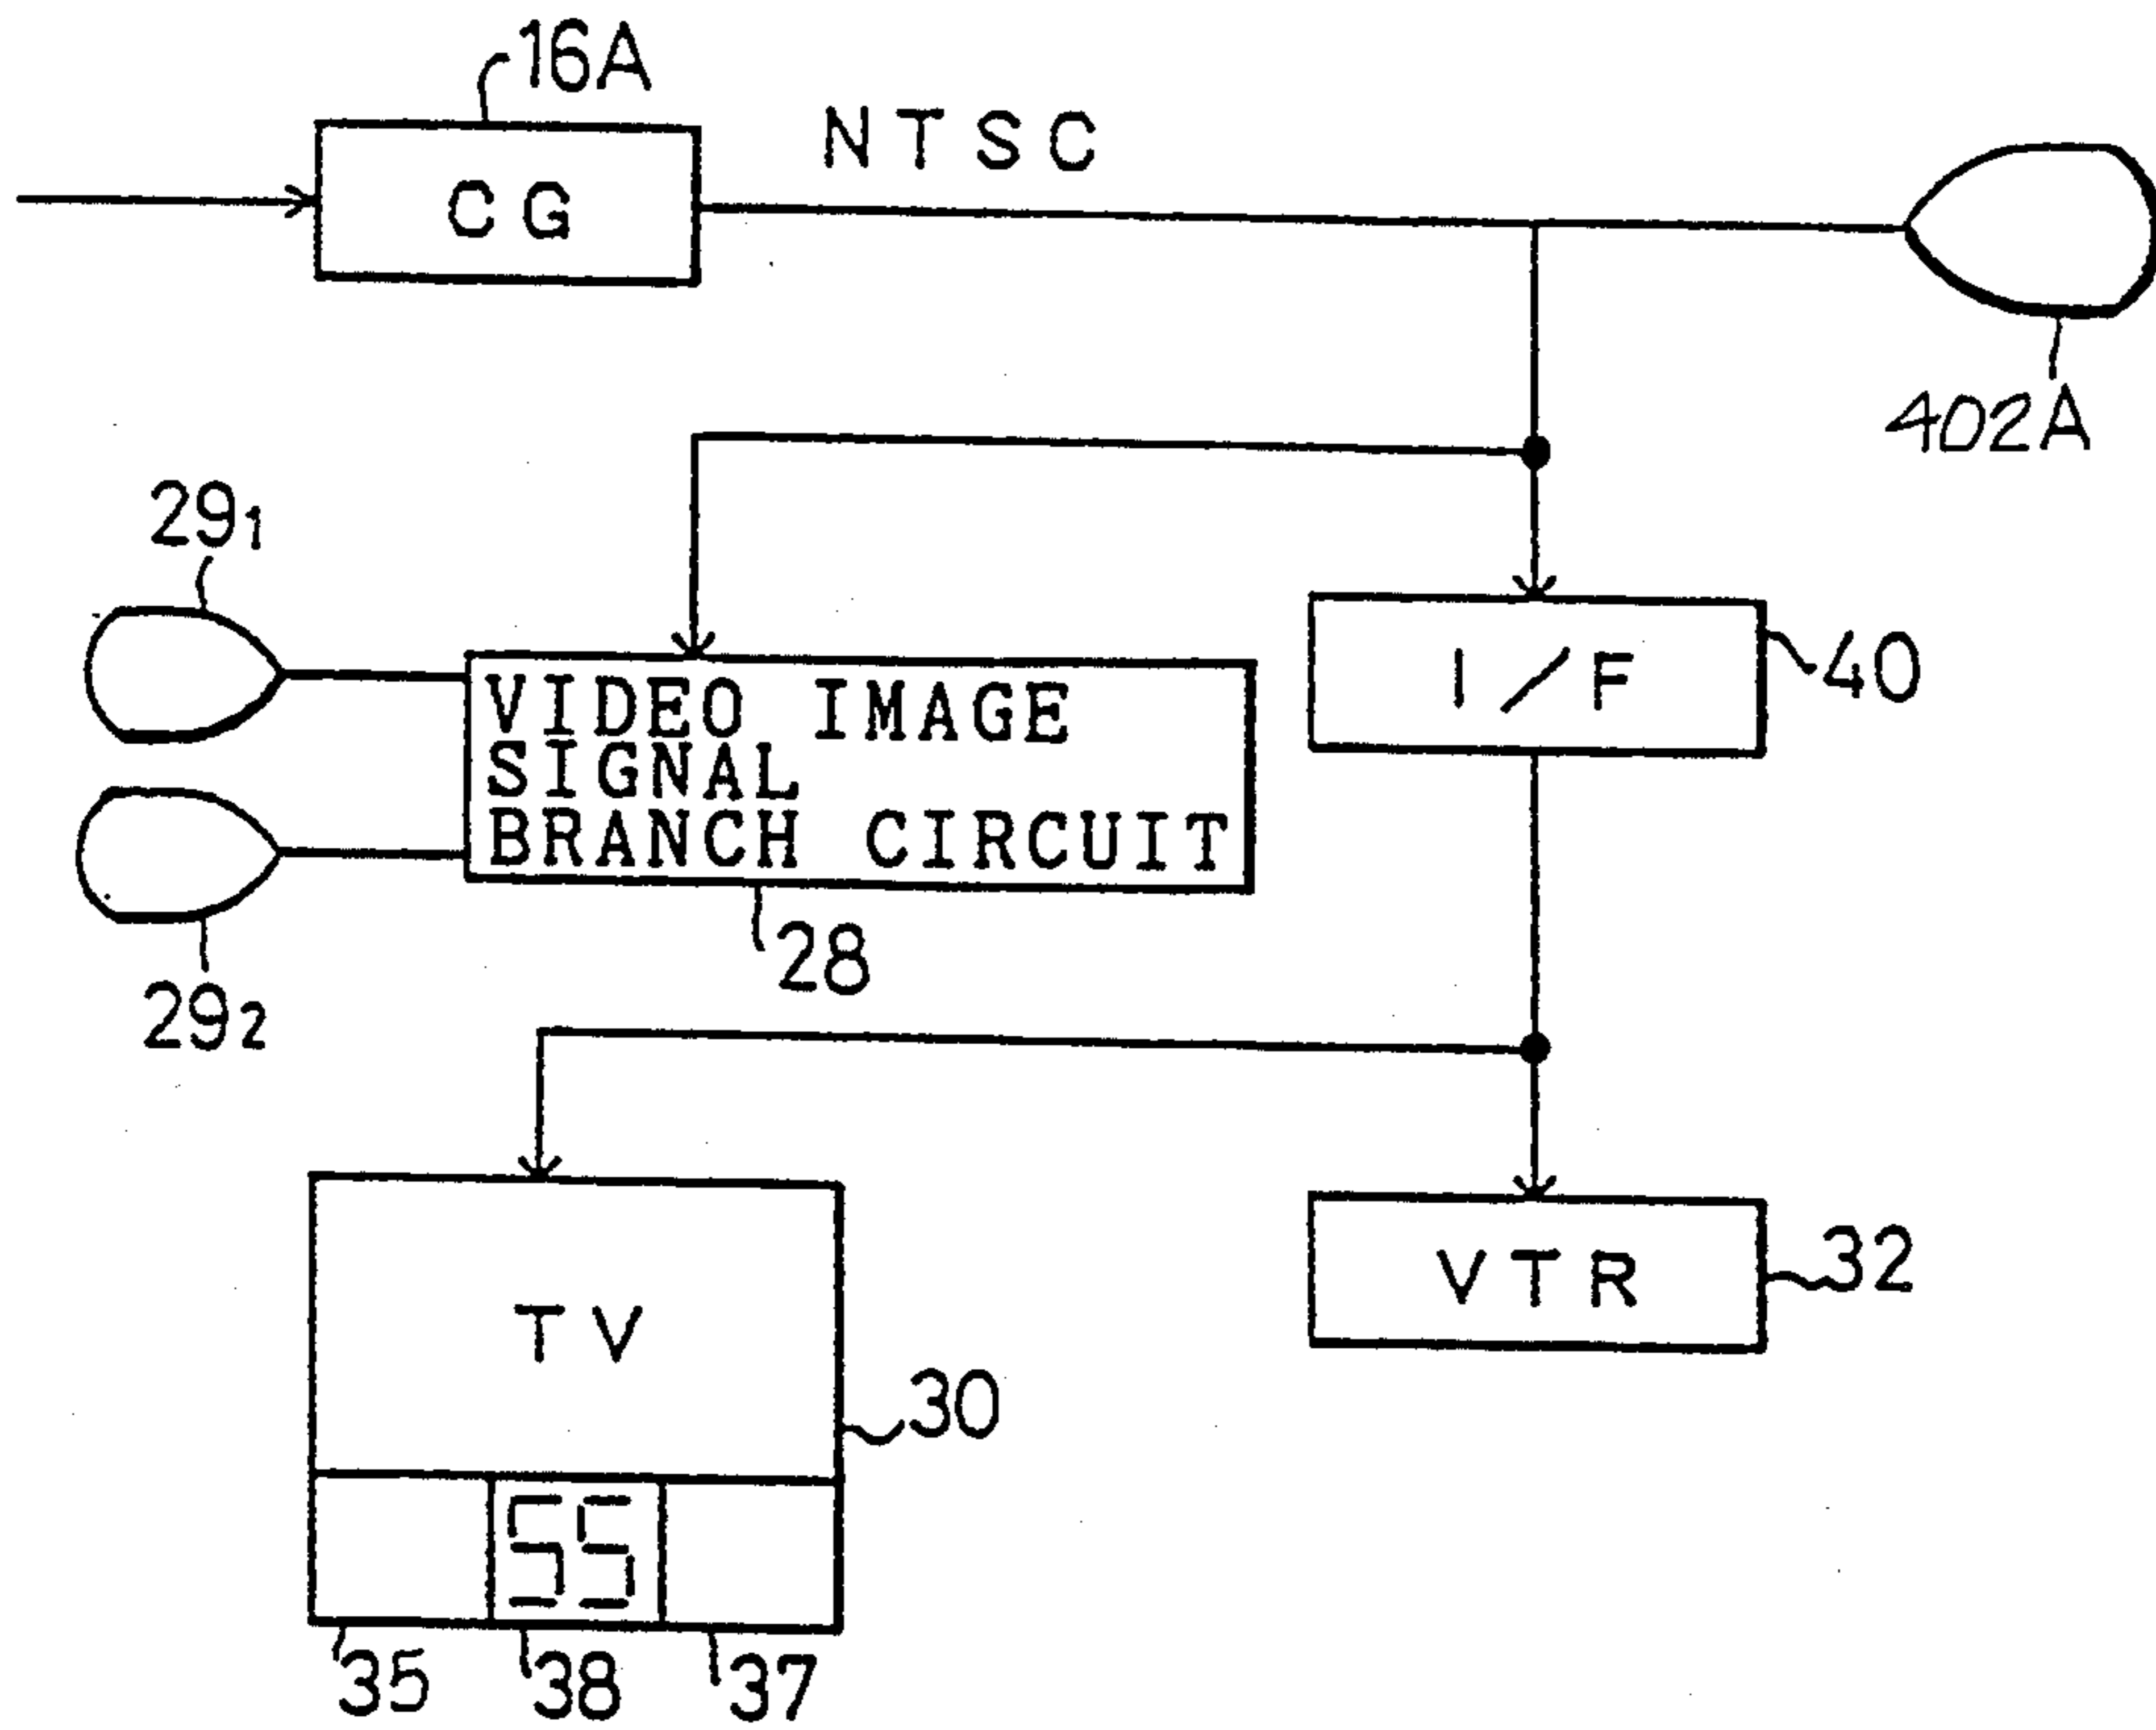 16A
CG
NTSC
402A
29₁
I/F
40
VIDEO IMAGE
SIGNAL
BRANCH CIRCUIT
28
29₂
TV
VTR
32
30
55
35
38
37